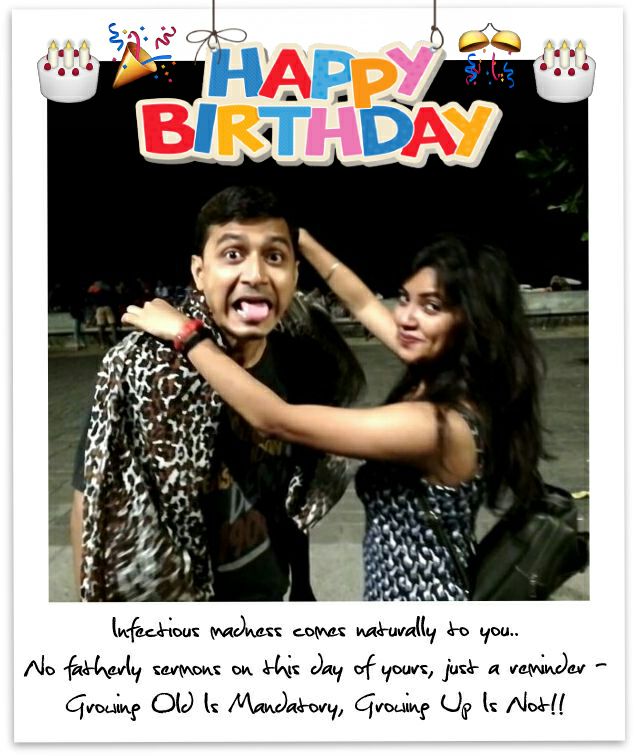 HAPPY
BIRTHDAY
Infectious madness comes naturally to you..
No fatherly sermons on this day of yours, just a reminder -
Growing Old Is Mandatory, Growing Up Is Not!!